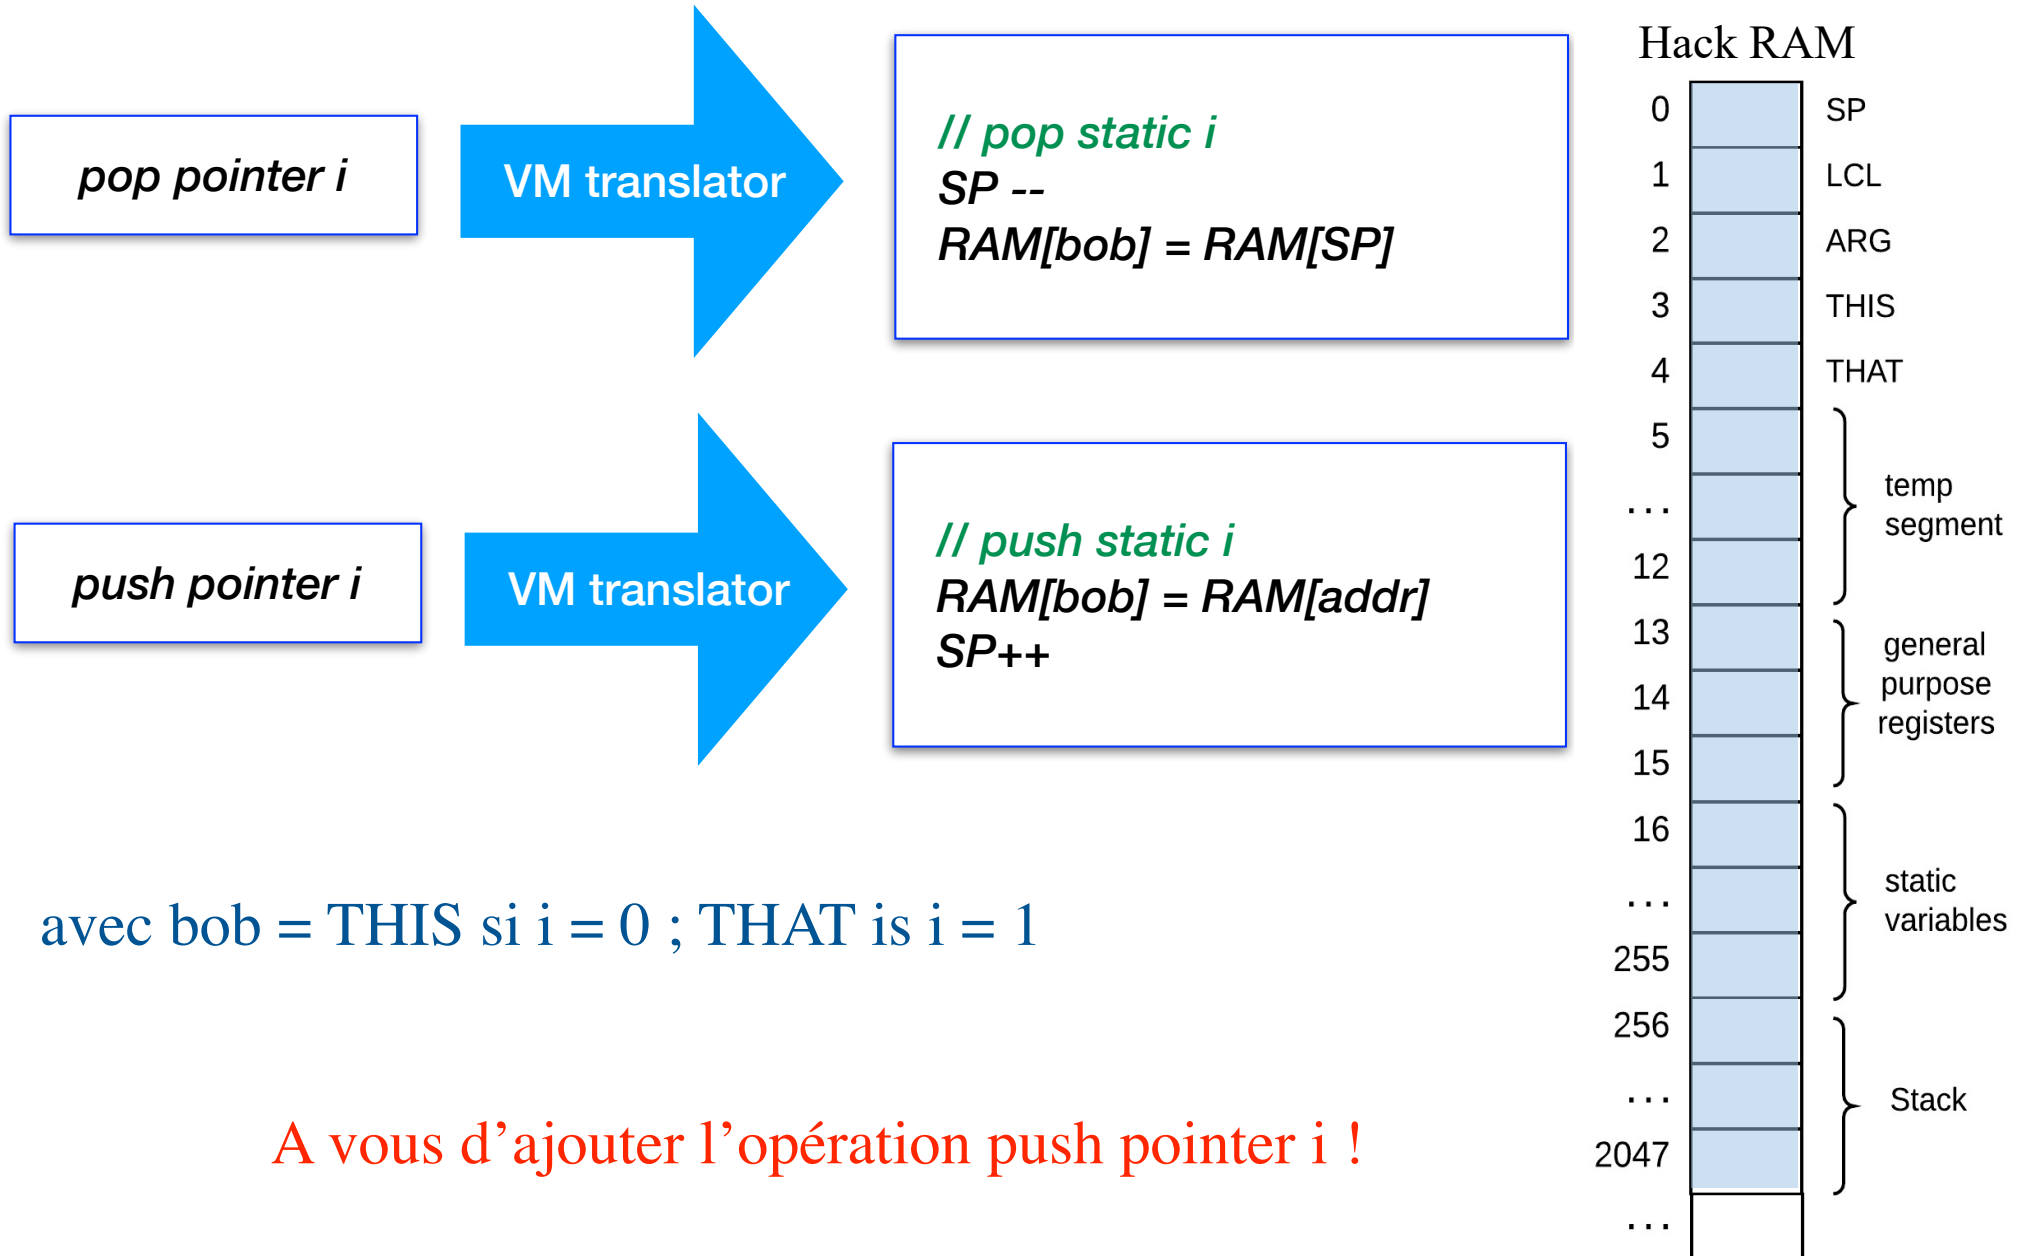 pop pointer i
VM translator
// pop static i
SP --
RAM[bob] = RAM[SP]
push pointer i
VM translator
// push static i
RAM[bob] = RAM[addr]
SP++
avec bob = THIS si i = 0 ; THAT is i = 1
A vous d’ajouter l’opération push pointer i !
Hack RAM
0 SP
1 LCL
2 ARG
3 THIS
4 THAT
5
...
12
temp
segment
13
14
15
general
purpose
registers
16
...
255
static
variables
256
...
2047
Stack
...